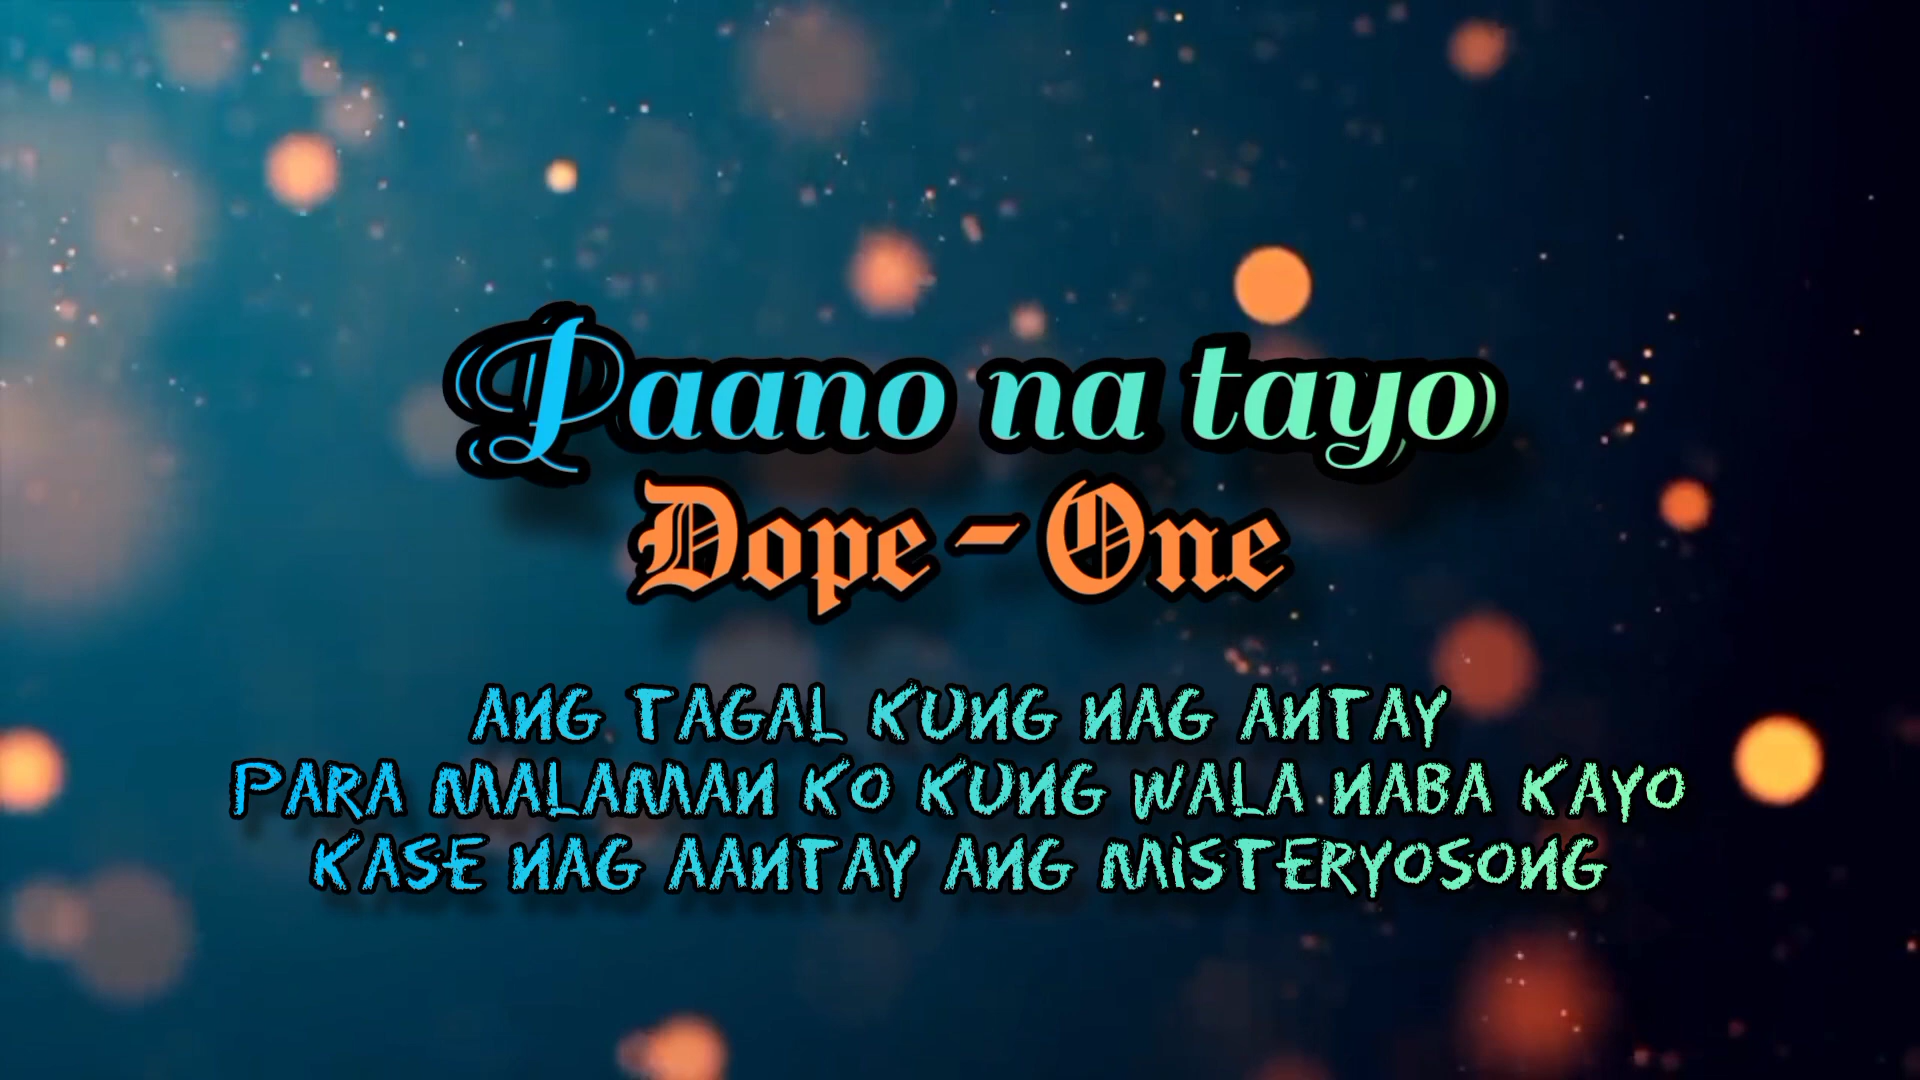 Paano na tayo
Dope - One
ANG TAGAL KUNG NAG ANTAY
PARA MALAMAN KO KUNG WALA NABA KAYO
KASE NAG AANTAY ANG MISTERYOSONG